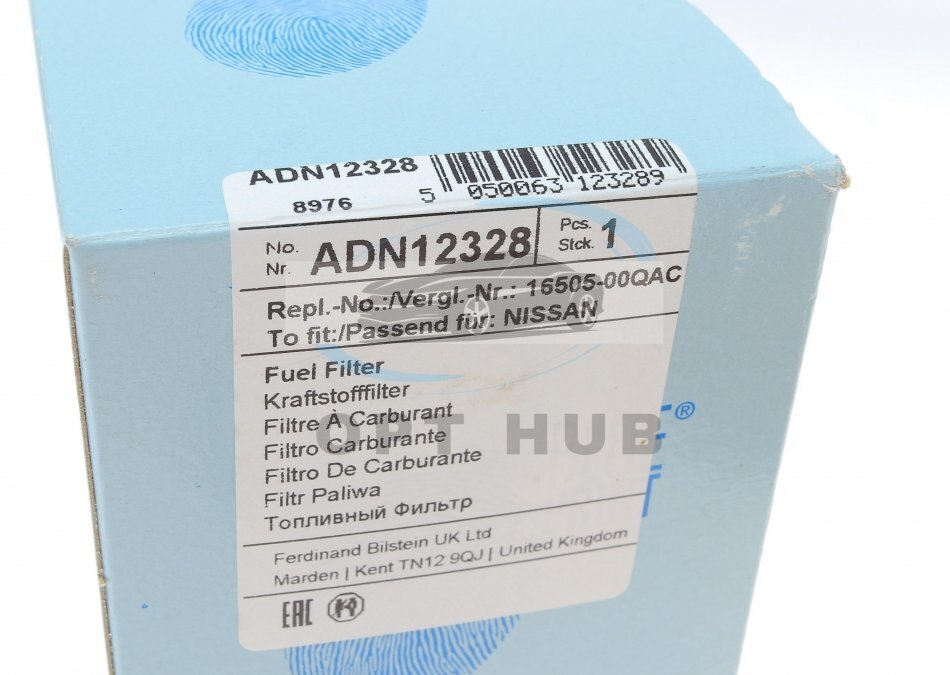 ADN12328
8976
5 050063 123289
No.
Nr.
ADN12328
Pcs.
Stck.
1
Repl.-No.:/Vergl.-Nr.: 16505-00QAC
To fit:/Passend für: NISSAN
Fuel Filter
Kraftstofffilter
Filtre À Carburant
Filtro Carburante
Filtro De Carburante
Filtr Paliwa
Топливный Фильтр
OPT HUB
Ferdinand Bilstein UK Ltd
Marden | Kent TN12 9QJ | United Kingdom
EAC